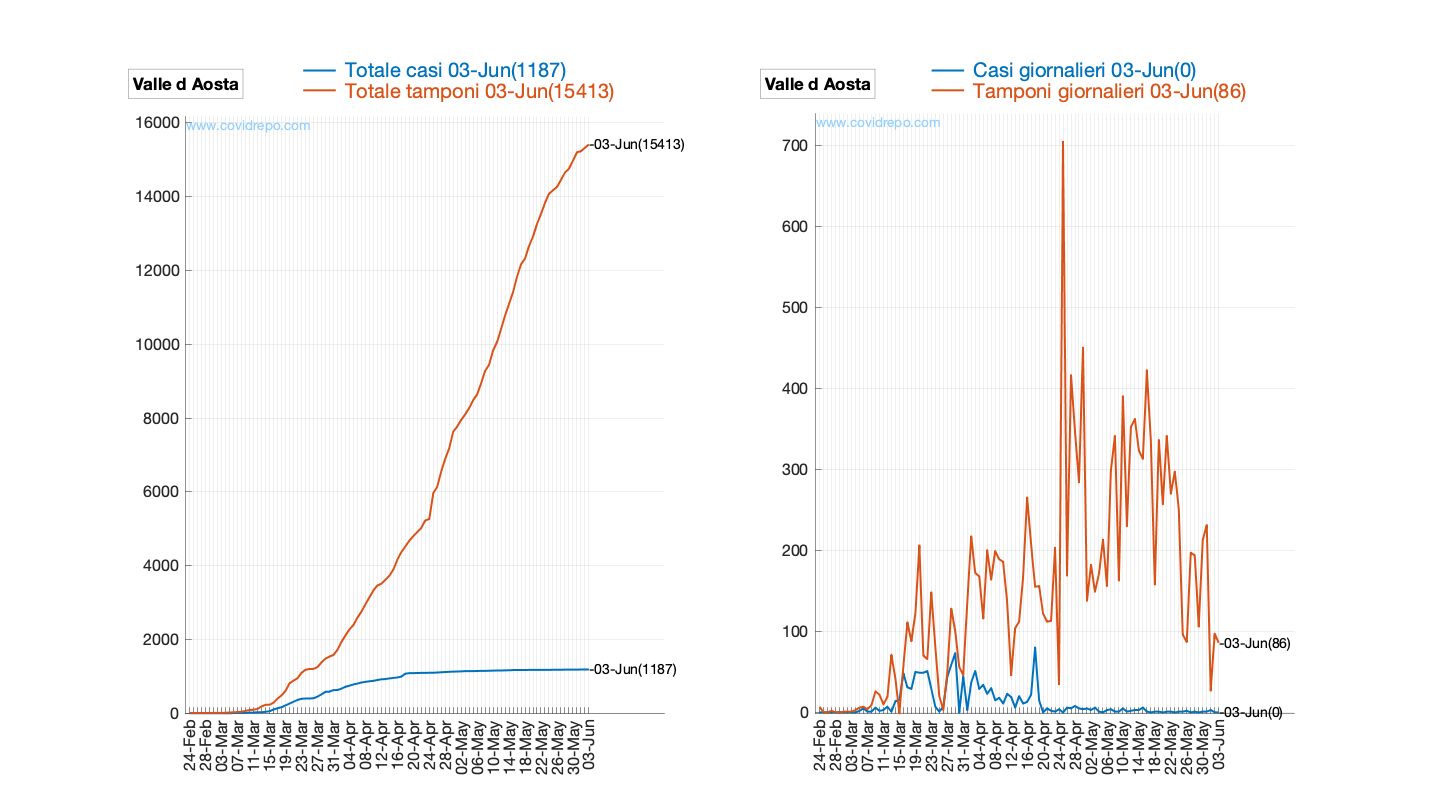 Valle d Aosta
Totale casi 03-Jun(1187)
Totale tamponi 03-Jun(15413)
www.covidrepo.com
16000
14000
12000
10000
8000
6000
4000
2000
0
-03-Jun(15413)
-03-Jun(1187)
24-Feb
28-Feb
03-Mar
07-Mar
11-Mar
15-Mar
19-Mar
23-Mar
27-Mar
31-Mar
04-Apr
08-Apr
12-Apr
16-Apr
20-Apr
24-Apr
28-Apr
02-May
06-May
10-May
14-May
18-May
22-May
26-May
30-May
03-Jun
Valle d Aosta
Casi giornalieri 03-Jun(0)
Tamponi giornalieri 03-Jun(86)
www.covidrepo.com
700
600
500
400
300
200
100
0
-03-Jun(86)
-03-Jun(0)
24-Feb
28-Feb
03-Mar
07-Mar
11-Mar
15-Mar
19-Mar
23-Mar
27-Mar
31-Mar
04-Apr
08-Apr
12-Apr
16-Apr
20-Apr
24-Apr
28-Apr
02-May
06-May
10-May
14-May
18-May
22-May
26-May
30-May
03-Jun